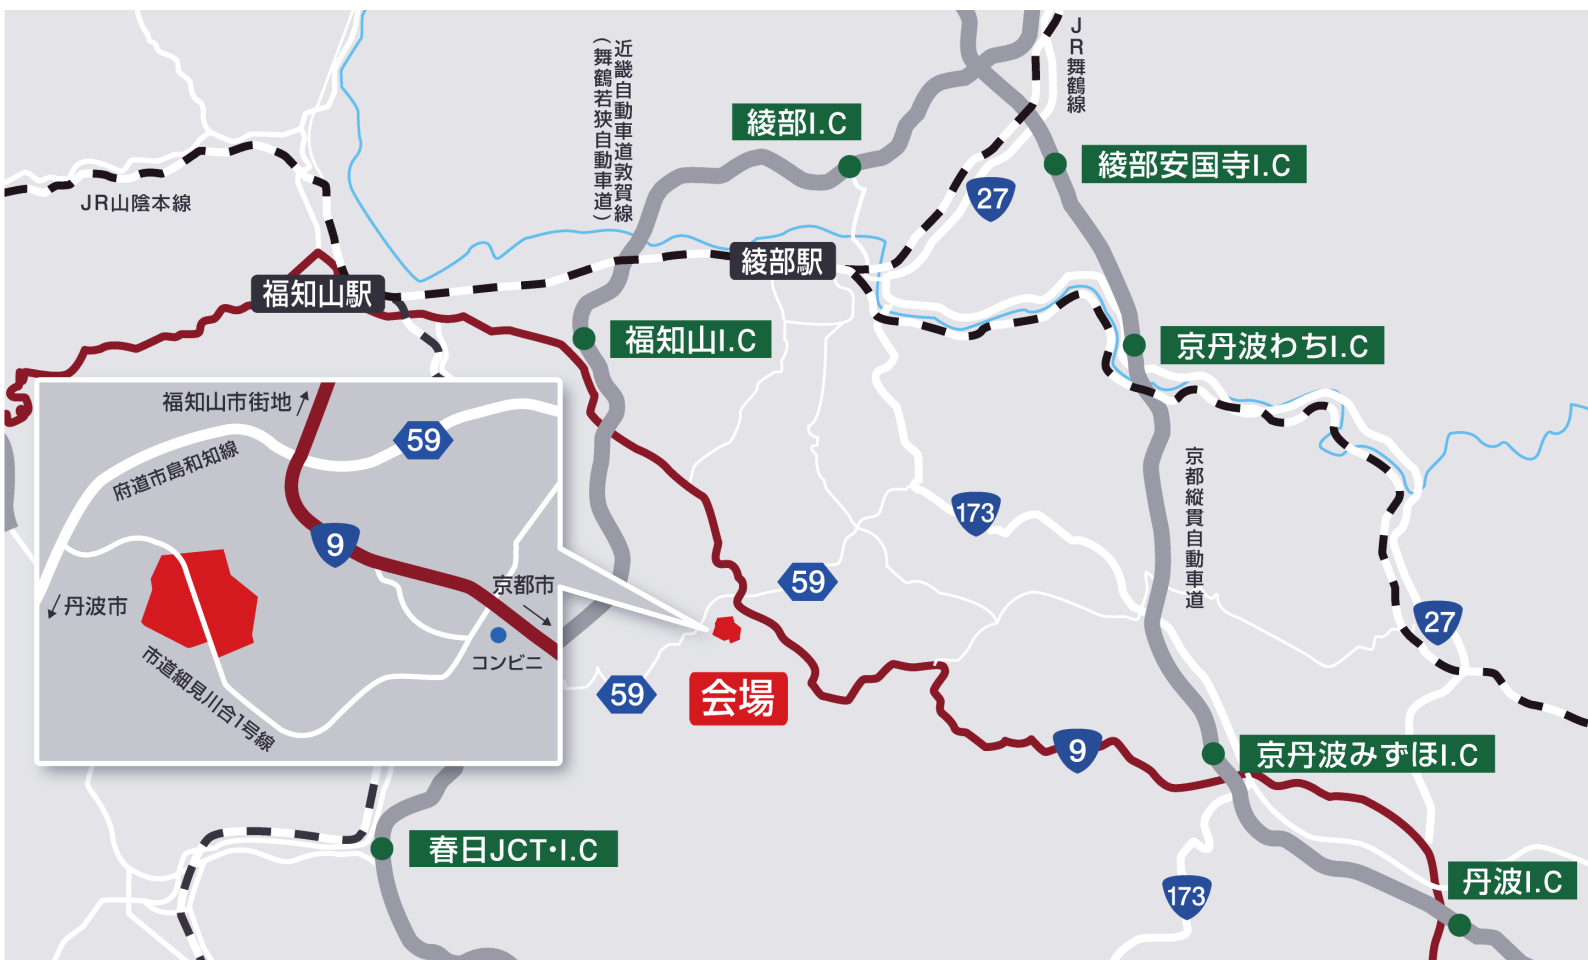 JR舞鶴線
近畿自動車道敦賀線
(舞鶴若狭自動車道)
綾部I.C
綾部安国寺I.C
27
JR山陰本線
綾部駅
福知山駅
福知山I.C
京丹波わちI.C
福知山市街地
59
府道市島和知線
9
丹波市
京都市
コンビニ
市道細見川合1号線
173
京都縦貫自動車道
59
27
59
会場
9
京丹波みずほI.C
春日JCT・I.C
173
丹波I.C